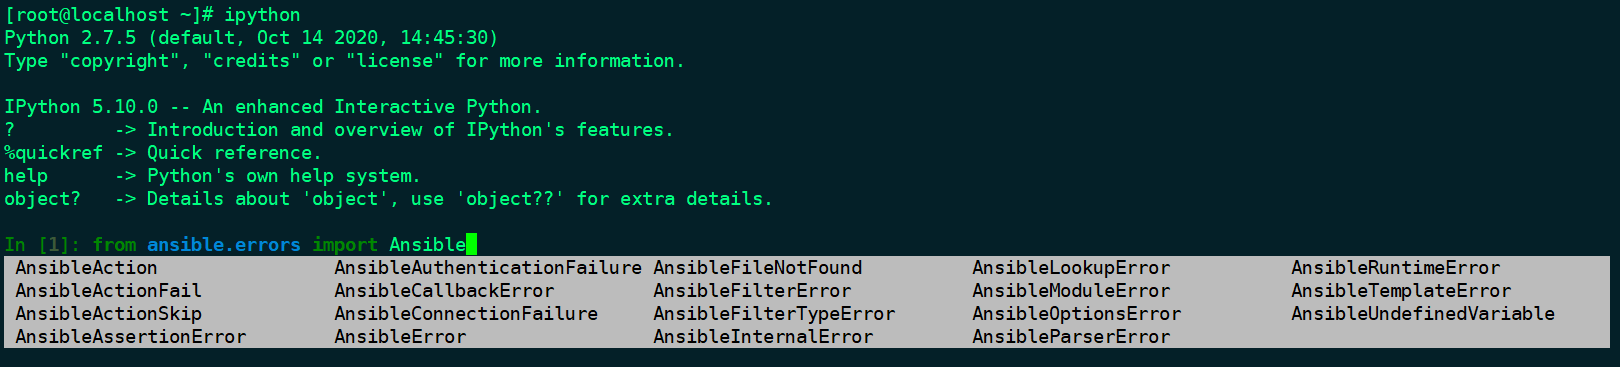 [root@localhost ~]# ipython
Python 2.7.5 (default, Oct 14 2020, 14:45:30)
Type "copyright", "credits" or "license" for more information.

IPython 5.10.0 -- An enhanced Interactive Python.
?         -> Introduction and overview of IPython's features.
%quickref -> Quick reference.
help      -> Python's own help system.
object?   -> Details about 'object', use 'object??' for extra details.

In [1]: from ansible.errors import Ansible
AnsibleAction                AnsibleAuthenticationFailure AnsibleFileNotFound          AnsibleLookupError           AnsibleRuntimeError
AnsibleActionFail            AnsibleCallbackError         AnsibleFilterError           AnsibleModuleError           AnsibleTemplateError
AnsibleActionSkip            AnsibleConnectionFailure     AnsibleFilterTypeError       AnsibleOptionsError          AnsibleUndefinedVariable
AnsibleAssertionError        AnsibleError                 AnsibleInternalError         AnsibleParserError